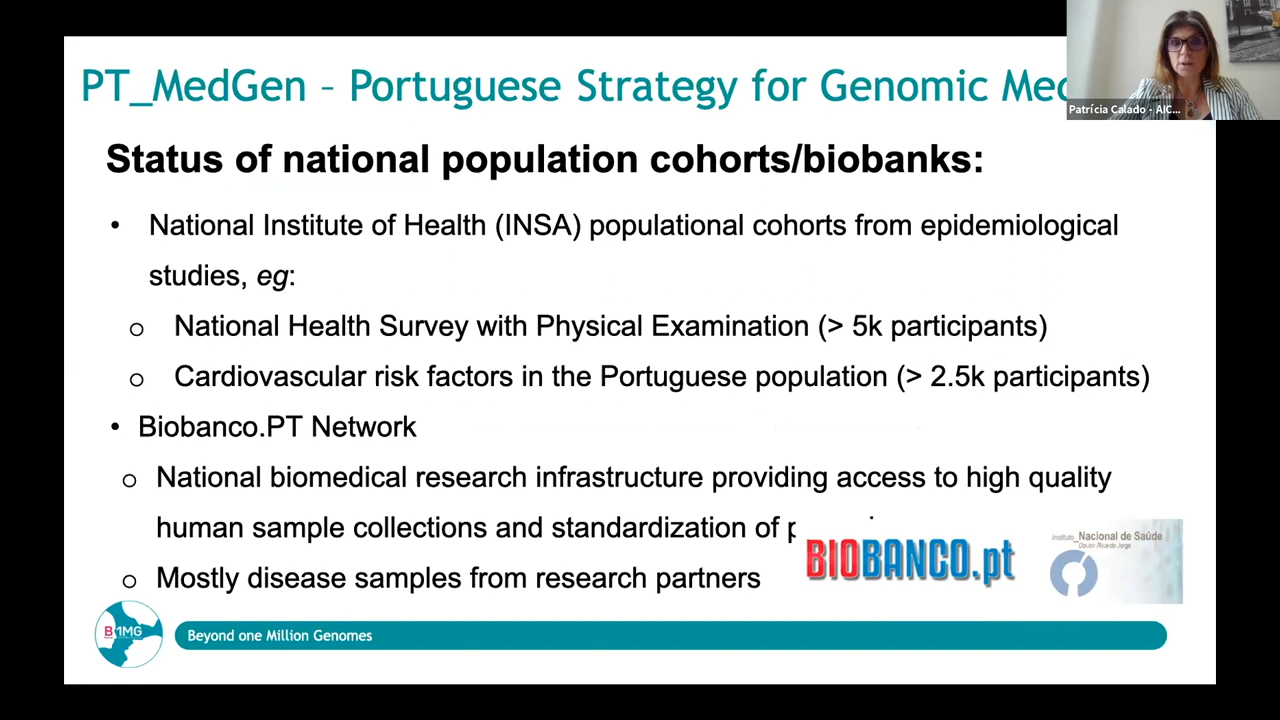 PT_MedGen – Portuguese Strategy for Genomic Med
Patrícia Calado - AIC...
Status of national population cohorts/biobanks:
• National Institute of Health (INSA) populational cohorts from epidemiological
studies, eg:
o National Health Survey with Physical Examination (> 5k participants)
o Cardiovascular risk factors in the Portuguese population (> 2.5k participants)
• Biobanco.PT Network
o National biomedical research infrastructure providing access to high quality
human sample collections and standardization of
BIOBANCO.pt
Instituto_Nacional de Saúde
Doutor Ricardo Jorge
o Mostly disease samples from research partners
B1MG
Beyond one Million Genomes